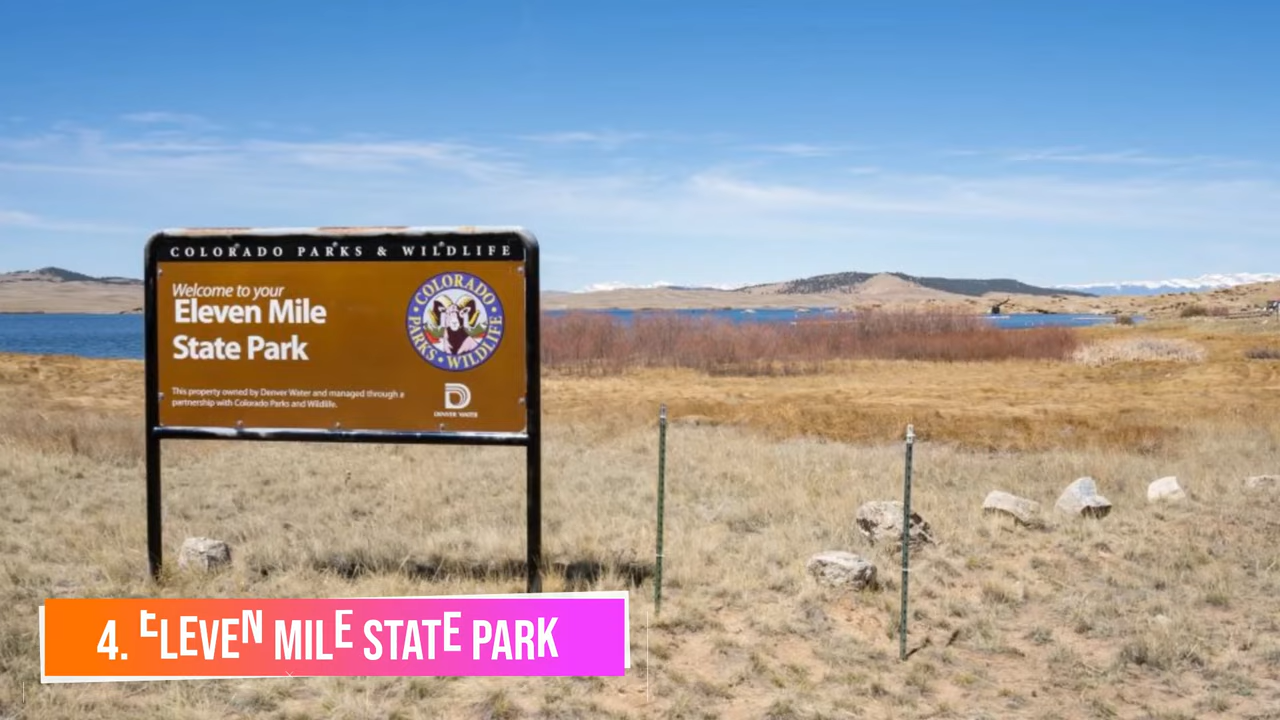 COLORADO PARKS & WILDLIFE
Welcome to your
Eleven Mile
State Park
COLORADO
PARKS • WILDLIFE
This property owned by Denver Water and managed through a
partnership with Colorado Parks and Wildlife.
DENVER WATER
4. ELEVEN MILE STATE PARK